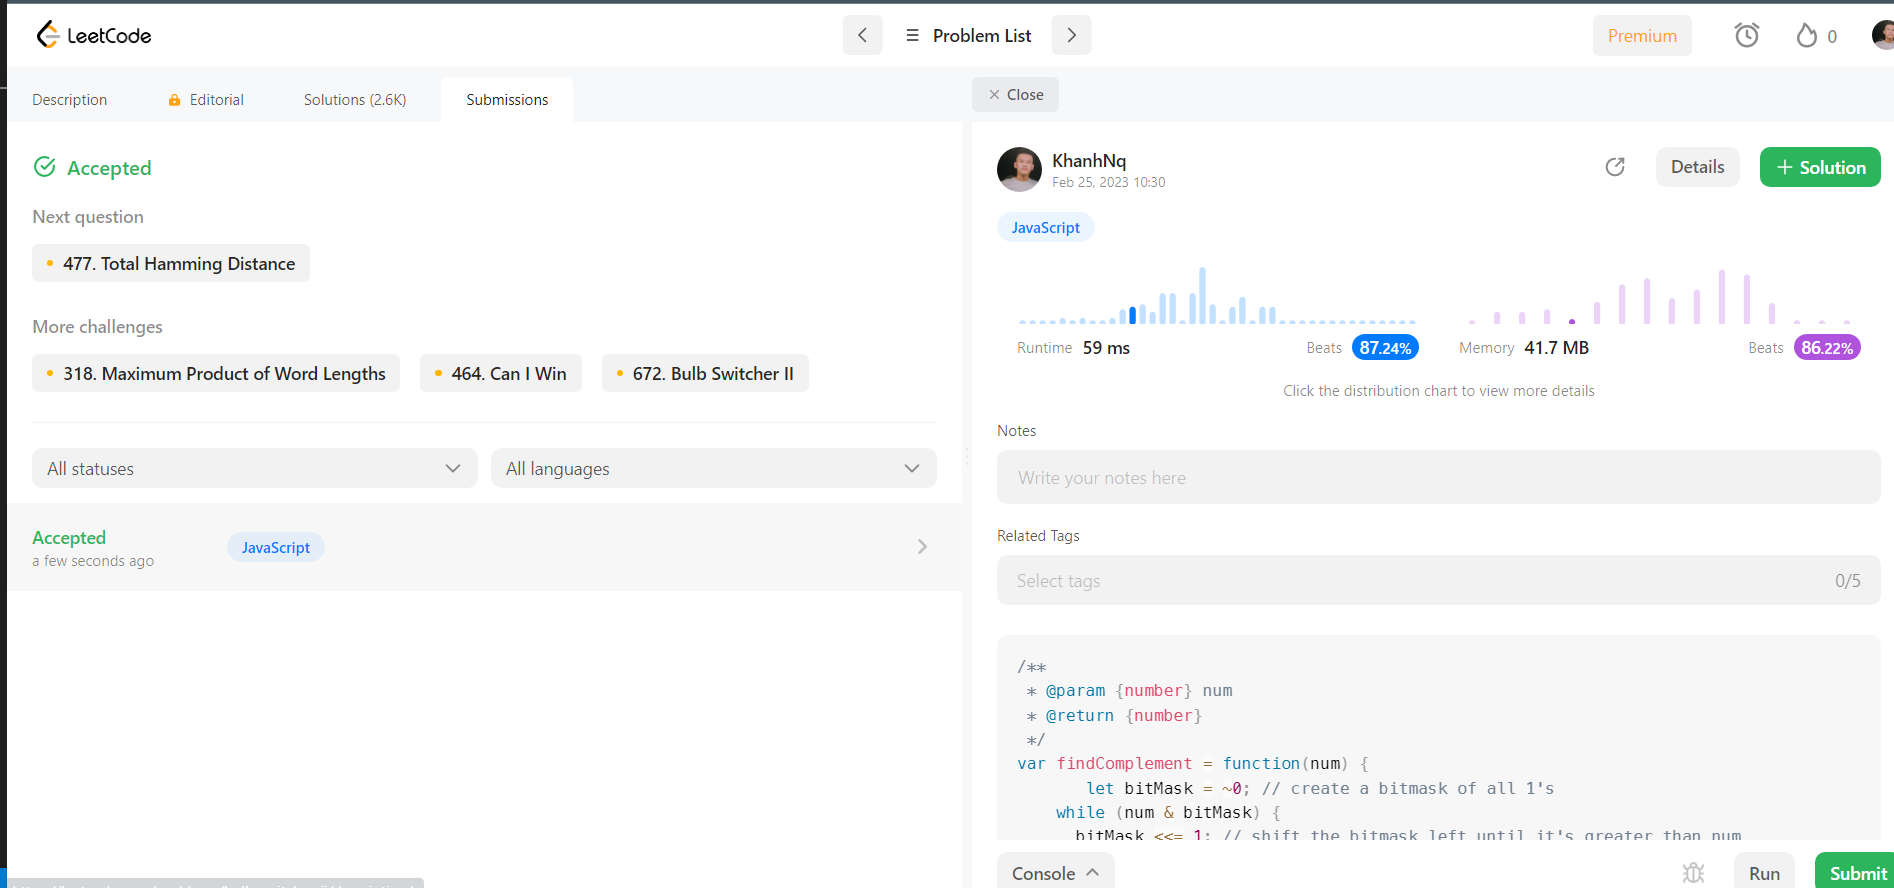 LeetCode
Problem List
Premium
0
Description
Editorial
Solutions (2.6K)
Submissions
Close
Accepted
Next question
477. Total Hamming Distance
More challenges
318. Maximum Product of Word Lengths
464. Can I Win
672. Bulb Switcher II
All statuses
All languages
Accepted
a few seconds ago
JavaScript
KhanhNq
Feb 25, 2023 10:30
Details
+ Solution
JavaScript
Runtime 59 ms
Beats 87.24%
Memory 41.7 MB
Beats 86.22%
Click the distribution chart to view more details
Notes
Write your notes here
Related Tags
Select tags
0/5
/**
* @param {number} num
* @return {number}
*/
var findComplement = function(num) {
let bitMask = ~0; // create a bitmask of all 1's
while (num & bitMask) {
bitMask <<= 1; // shift the bitmask left until it's greater than num
Console
Run
Submit